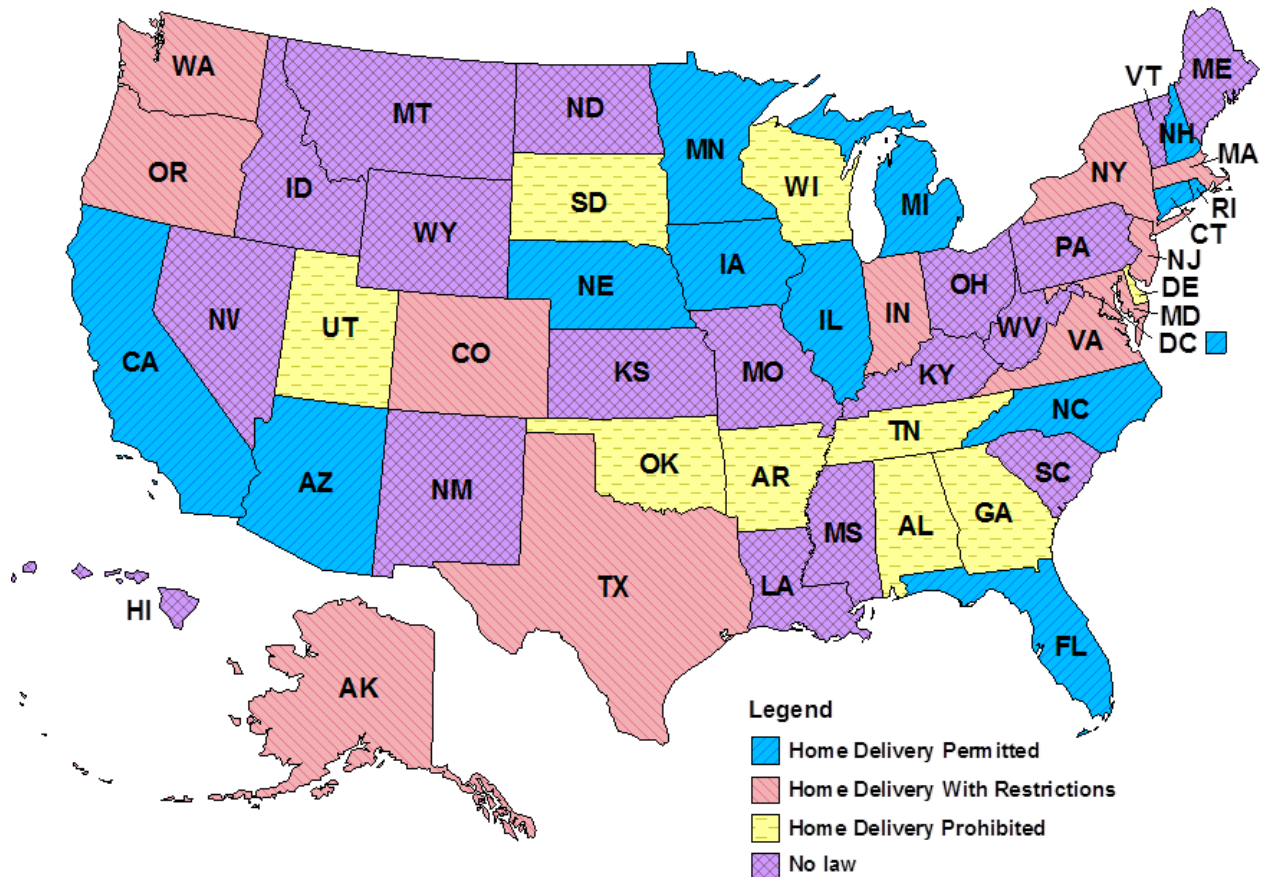 WA
MT
ND
MN
VT
ME
NH
MA
OR
ID
SD
WI
MI
NY
RI
CT
WY
IA
PA
NJ
NE
OH
DE
NV
UT
IL
IN
WV
MD
DC
CA
CO
KS
MO
KY
VA
NC
TN
AZ
NM
OK
AR
SC
MS
AL
GA
TX
LA
HI
FL
AK
Legend
Home Delivery Permitted
Home Delivery With Restrictions
Home Delivery Prohibited
No law